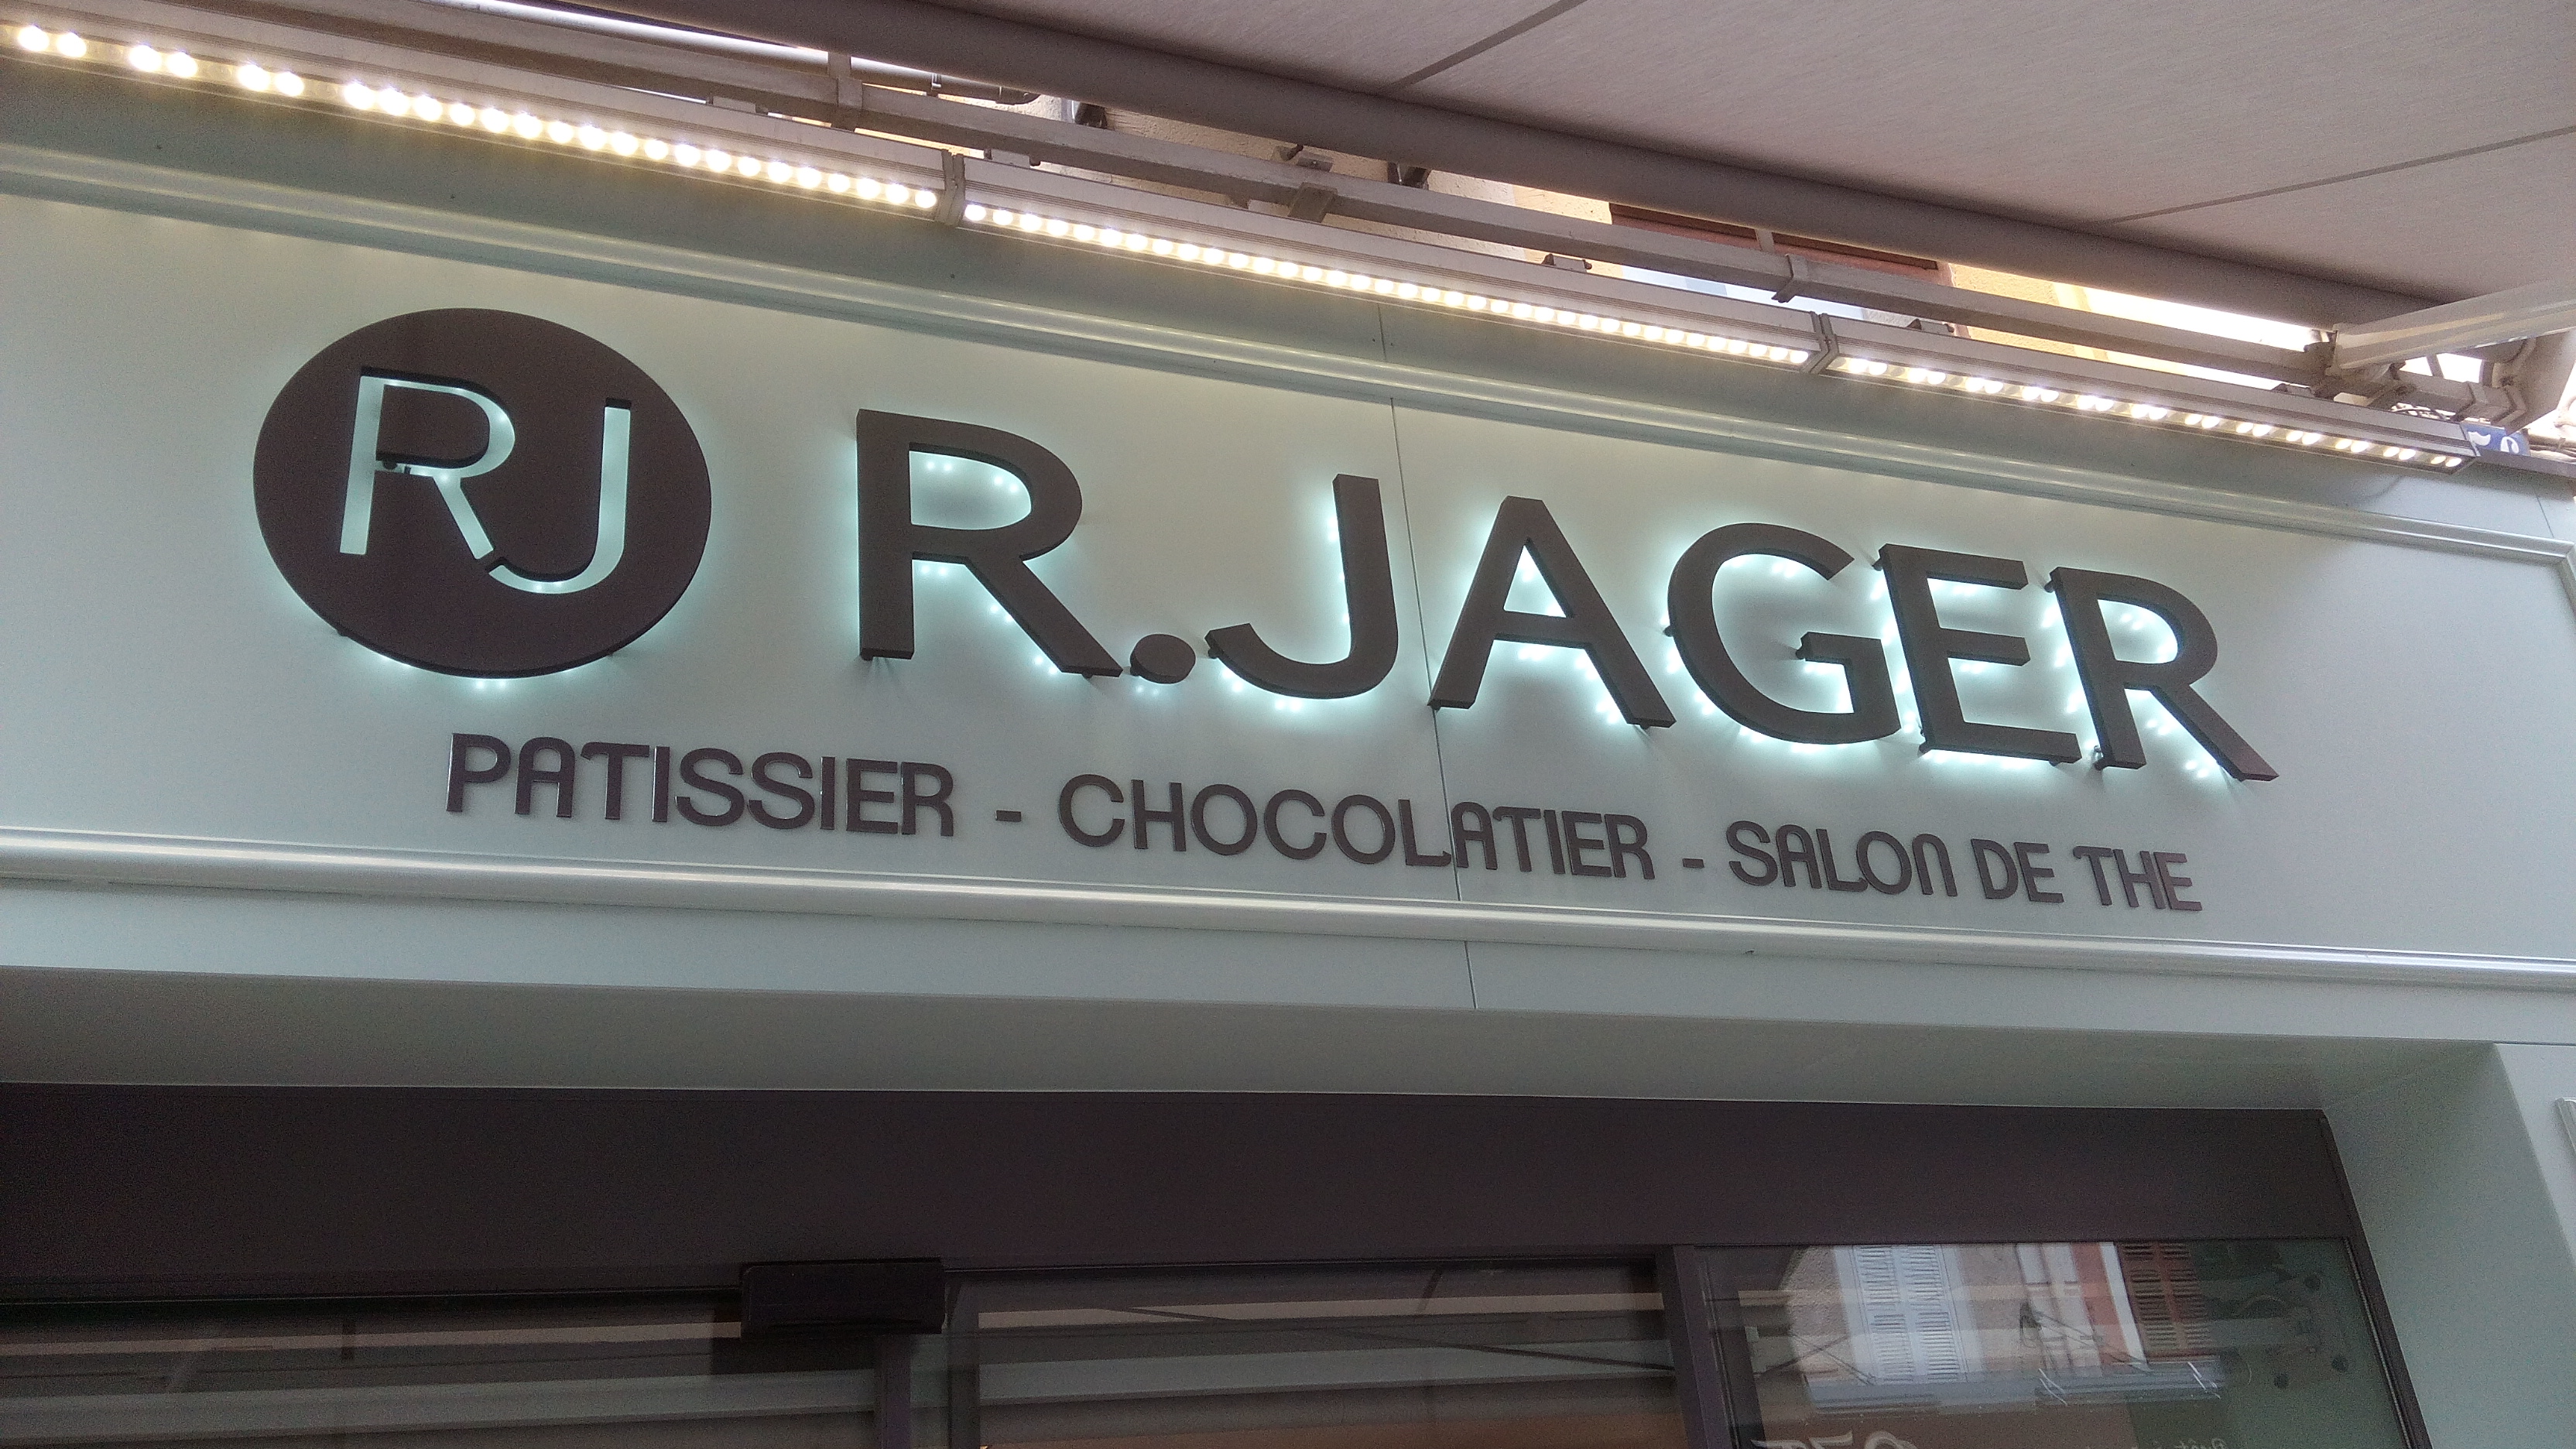 RJ
R.JAGER
PATISSIER - CHOCOLATIER - SALON DE THE